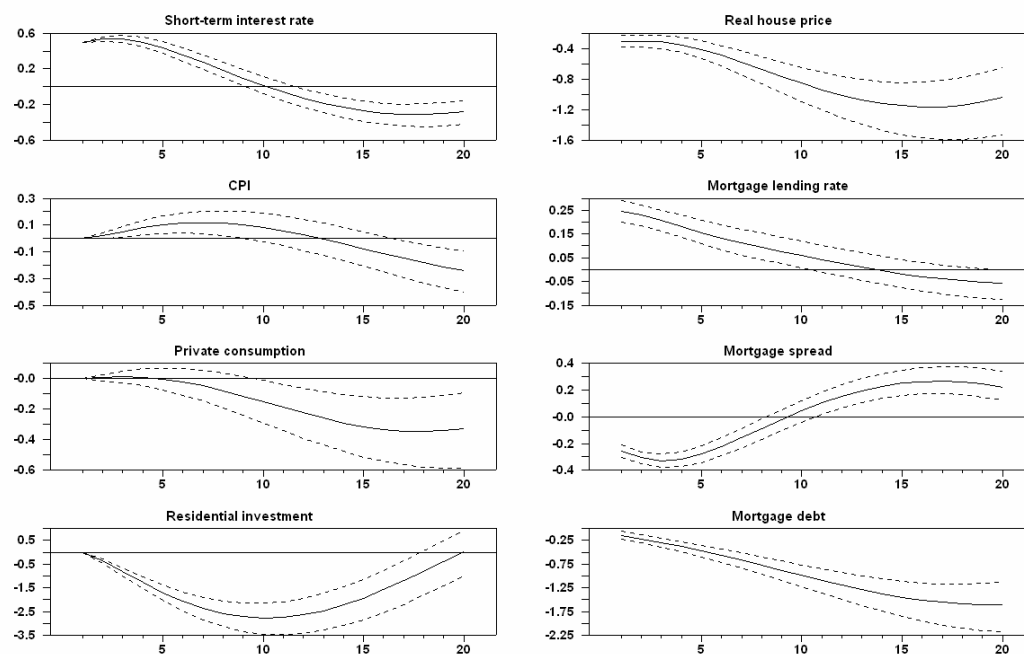 Short-term interest rate
0.6
0.2
-0.2
-0.6
5 10 15 20
Real house price
-0.4
-0.8
-1.2
-1.6
5 10 15 20
CPI
0.3
0.1
-0.1
-0.3
-0.5
5 10 15 20
Mortgage lending rate
0.25
0.15
0.05
-0.05
-0.15
5 10 15 20
Private consumption
-0.0
-0.2
-0.4
-0.6
5 10 15 20
Mortgage spread
0.4
0.2
-0.0
-0.2
-0.4
5 10 15 20
Residential investment
0.5
-0.5
-1.5
-2.5
-3.5
5 10 15 20
Mortgage debt
-0.25
-0.75
-1.25
-1.75
-2.25
5 10 15 20